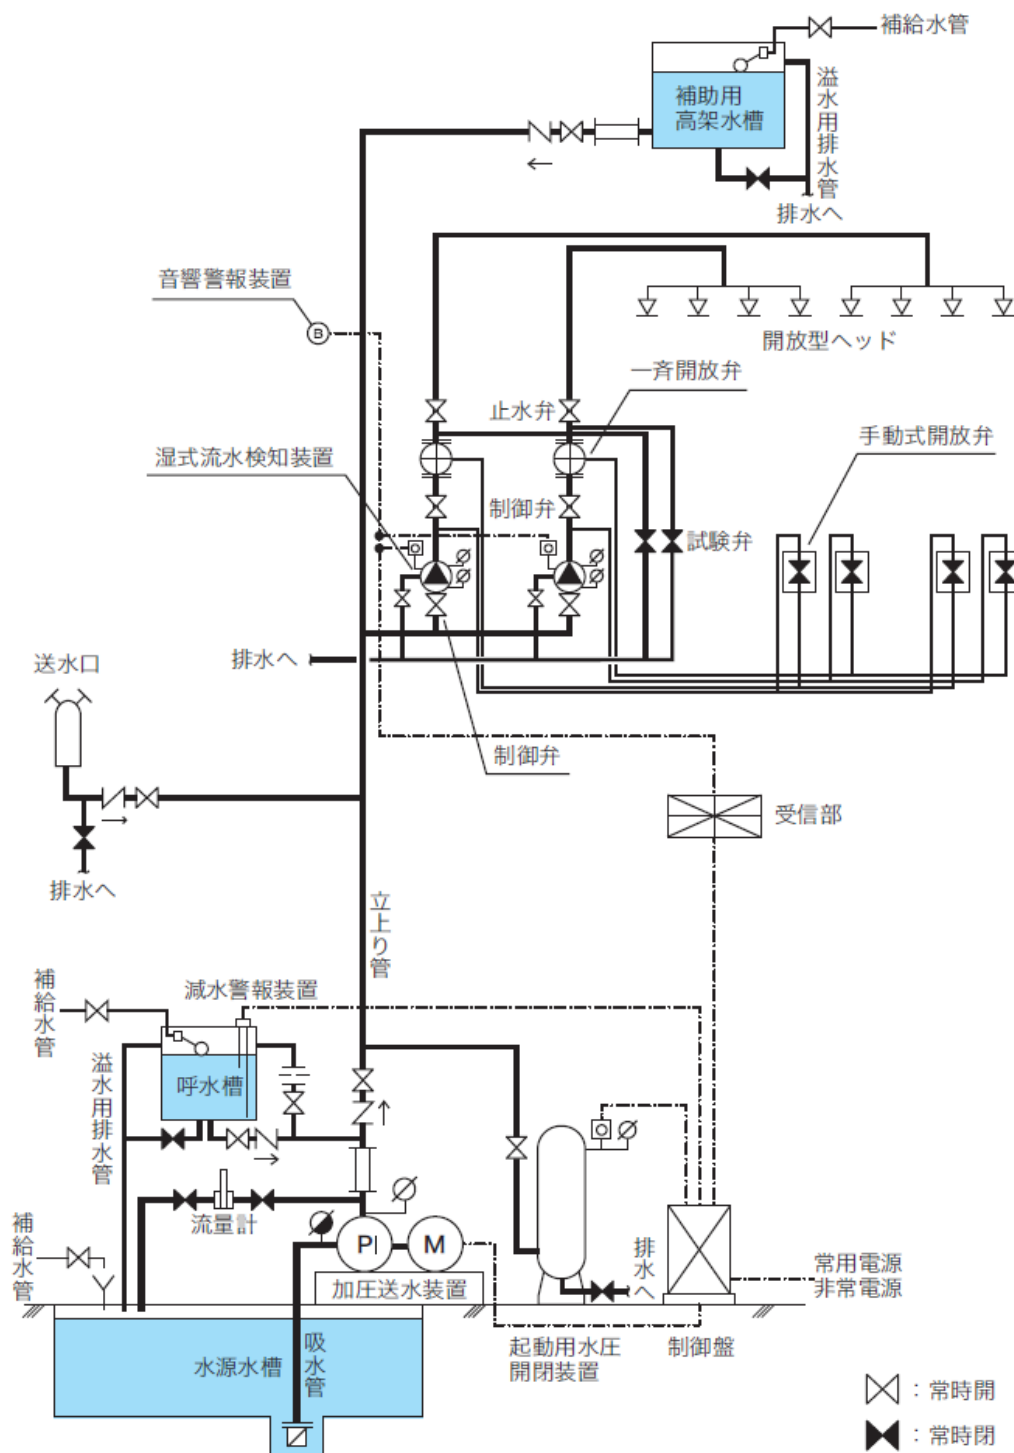 補給水管
補助用
高架水槽
溢水用排水管
排水へ
音響警報装置
B
開放型ヘッド
一斉開放弁
止水弁
手動式開放弁
湿式流水検知装置
制御弁
試験弁
排水へ
送水口
制御弁
受信部
排水へ
立上り管
補給水管
減水警報装置
呼水槽
溢水用排水管
流量計
補給水管
P
M
加圧送水装置
排水へ
常用電源
非常電源
水源水槽
吸水管
起動用水圧
開閉装置
制御盤
：常時開
：常時閉